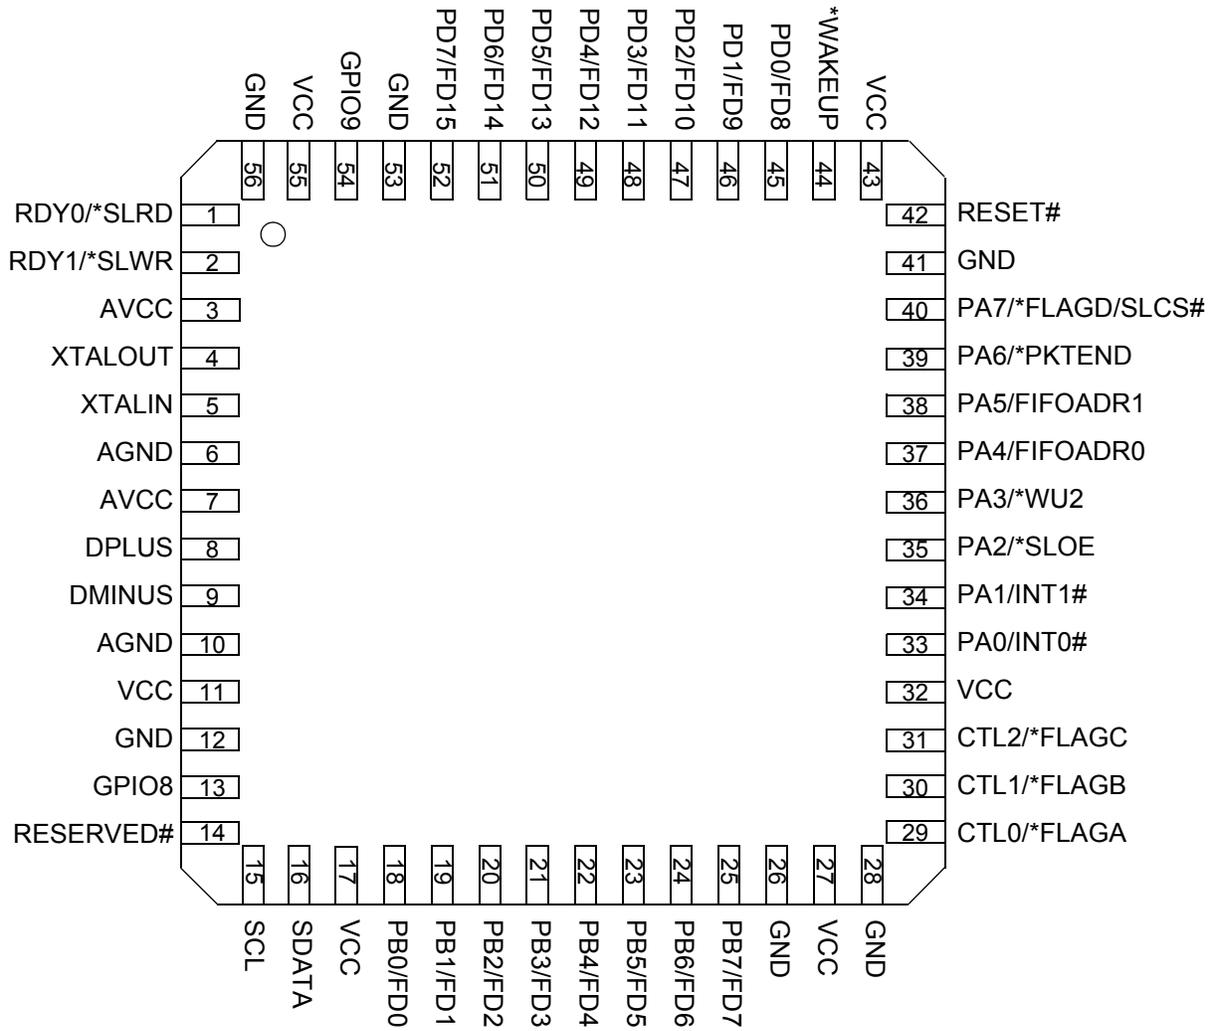 GND
VCC
GPIO9
GND
PD7/FD15
PD6/FD14
PD5/FD13
PD4/FD12
PD3/FD11
PD2/FD10
PD1/FD9
PD0/FD8
*WAKEUP
VCC
56
55
54
53
52
51
50
49
48
47
46
45
44
43
RDY0/*SLRD 1
42 RESET#
RDY1/*SLWR 2
41 GND
AVCC 3
40 PA7/*FLAGD/SLCS#
XTALOUT 4
39 PA6/*PKTEND
XTALIN 5
38 PA5/FIFOADR1
AGND 6
37 PA4/FIFOADR0
AVCC 7
36 PA3/*WU2
DPLUS 8
35 PA2/*SLOE
DMINUS 9
34 PA1/INT1#
AGND 10
33 PA0/INT0#
VCC 11
32 VCC
GND 12
31 CTL2/*FLAGC
GPIO8 13
30 CTL1/*FLAGB
RESERVED# 14
29 CTL0/*FLAGA
15
16
17
18
19
20
21
22
23
24
25
26
27
28
SCL
SDATA
VCC
PB0/FD0
PB1/FD1
PB2/FD2
PB3/FD3
PB4/FD4
PB5/FD5
PB6/FD6
PB7/FD7
GND
VCC
GND